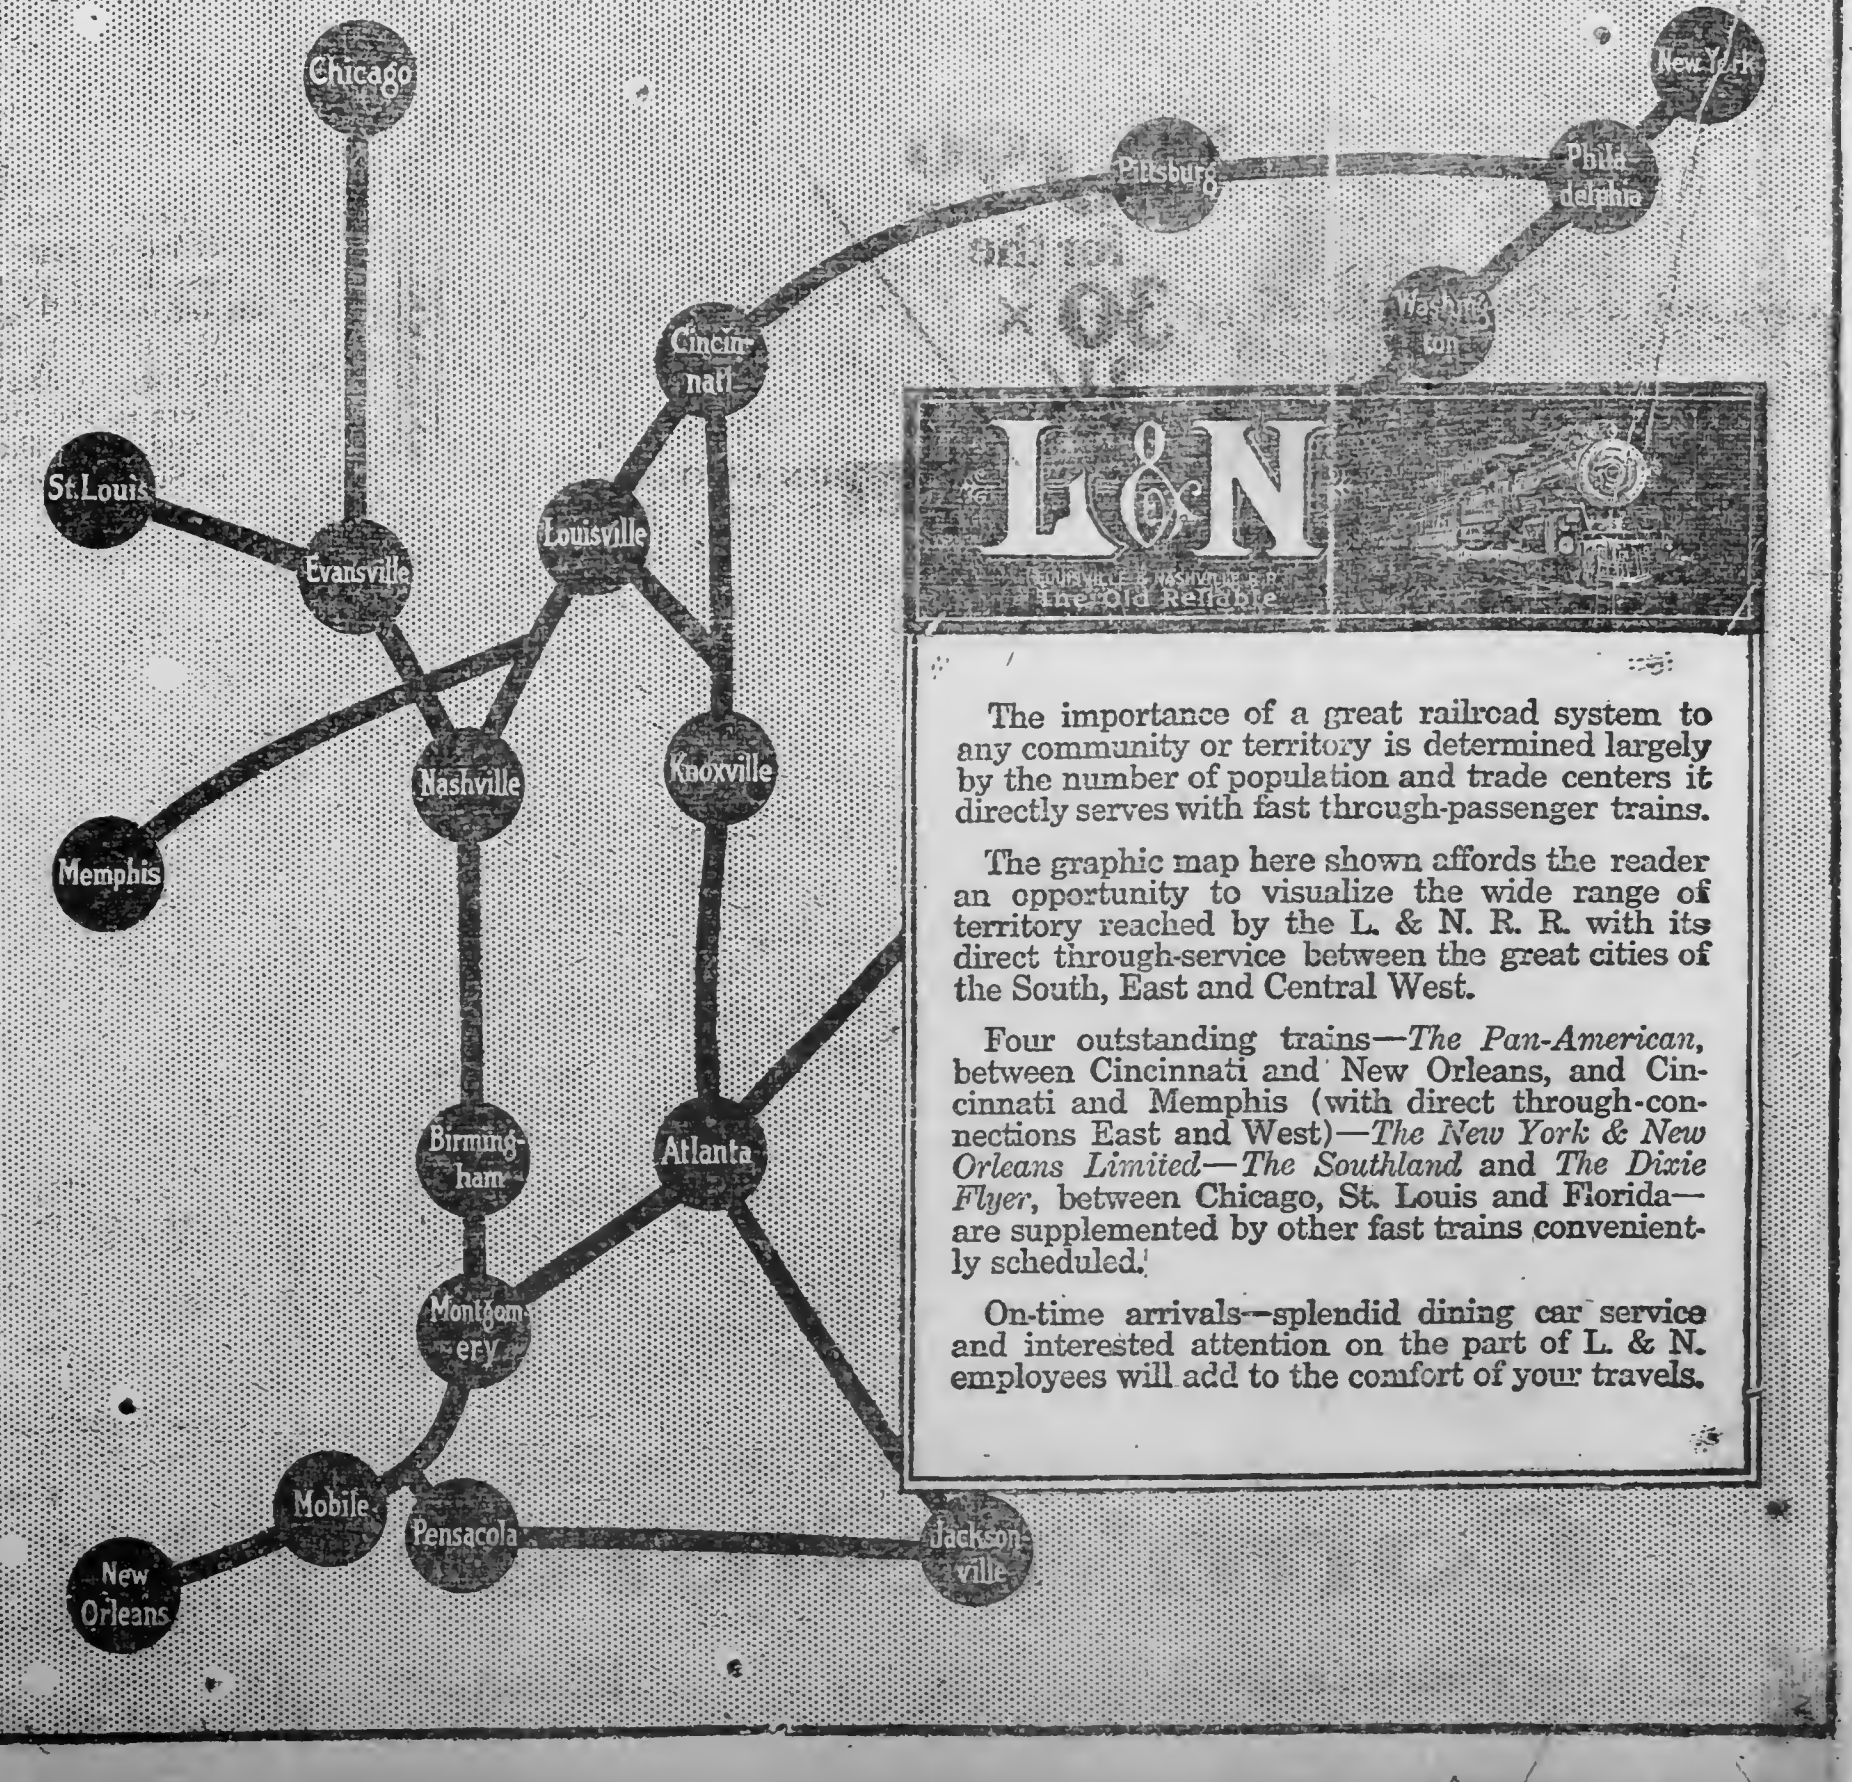 Chicago
New York
Pittsburg
Phila-
delphia
Washing
ton
Cincin-
nati
St. Louis
Louisville
Evansville
Nashville
Knoxville
Memphis
Birming-
ham
Atlanta
Montgom-
ery
Mobile
Pensacola
Jackson
ville
New
Orleans
L & N
LOUISVILLE & NASHVILLE R.R.
The Old Reliable
The importance of a great railroad system to
any community or territory is determined largely
by the number of population and trade centers it
directly serves with fast through-passenger trains.
The graphic map here shown affords the reader
an opportunity to visualize the wide range of
territory reached by the L. & N. R. R. with its
direct through-service between the great cities of
the South, East and Central West.
Four outstanding trains—The Pan-American,
between Cincinnati and New Orleans, and Cin-
cinnati and Memphis (with direct through-con-
nections East and West)—The New York & New
Orleans Limited—The Southland and The Dixie
Flyer, between Chicago, St. Louis and Florida—
are supplemented by other fast trains convenient-
ly scheduled.
On-time arrivals—splendid dining car service
and interested attention on the part of L. & N.
employees will add to the comfort of your travels.